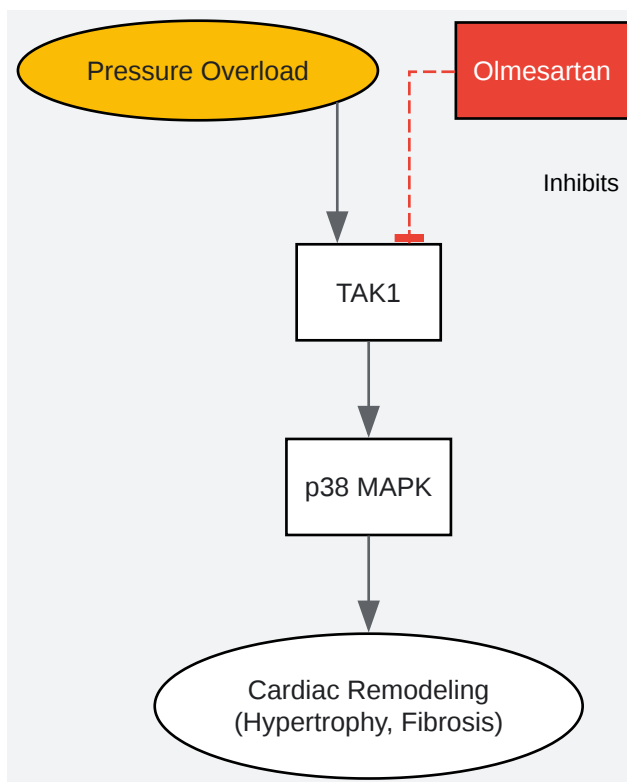 Pressure Overload
Olmesartan
Inhibits
TAK1
p38 MAPK
Cardiac Remodeling
(Hypertrophy, Fibrosis)